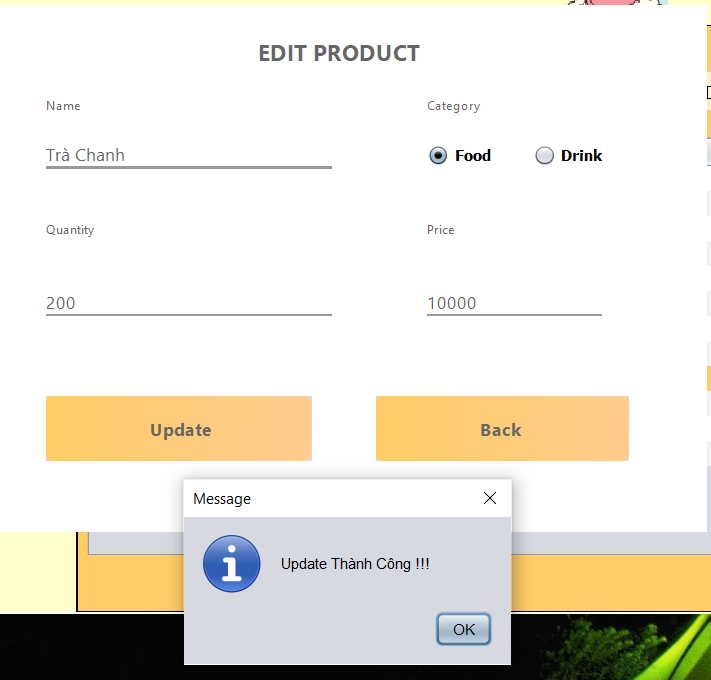 EDIT PRODUCT
Name
Category
Trà Chanh
Food
Drink
Quantity
Price
200
10000
Update
Back
Message
Update Thành Công !!!
OK